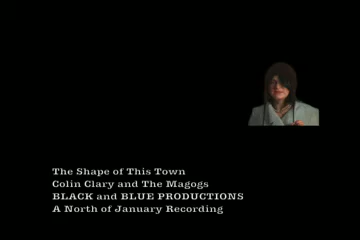 The Shape of This Town
Colin Clary and The Magogs
BLACK and BLUE PRODUCTIONS
A North of January Recording